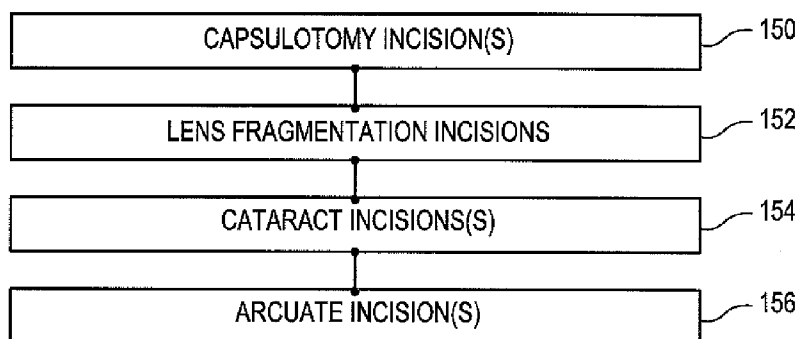 CAPSULOTOMY INCISION(S) 150
LENS FRAGMENTATION INCISIONS 152
CATARACT INCISIONS(S) 154
ARCUATE INCISION(S) 156